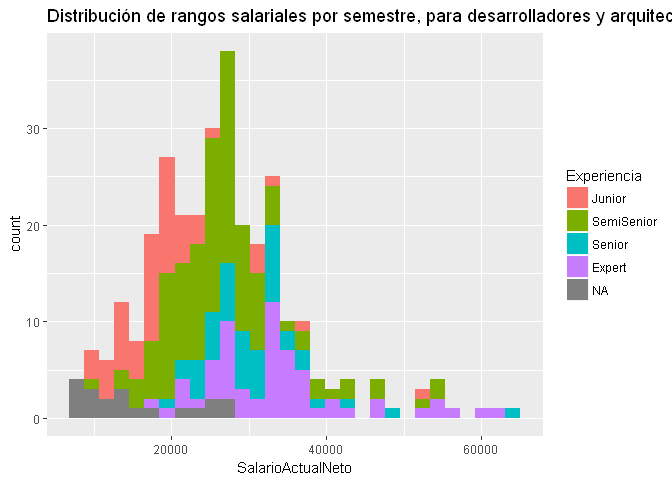 Distribución de rangos salariales por semestre, para desarrolladores y
count
30
20
10
0
20000
40000
60000
SalarioActualNeto
Experiencia
Junior
SemiSenior
Senior
Expert
NA